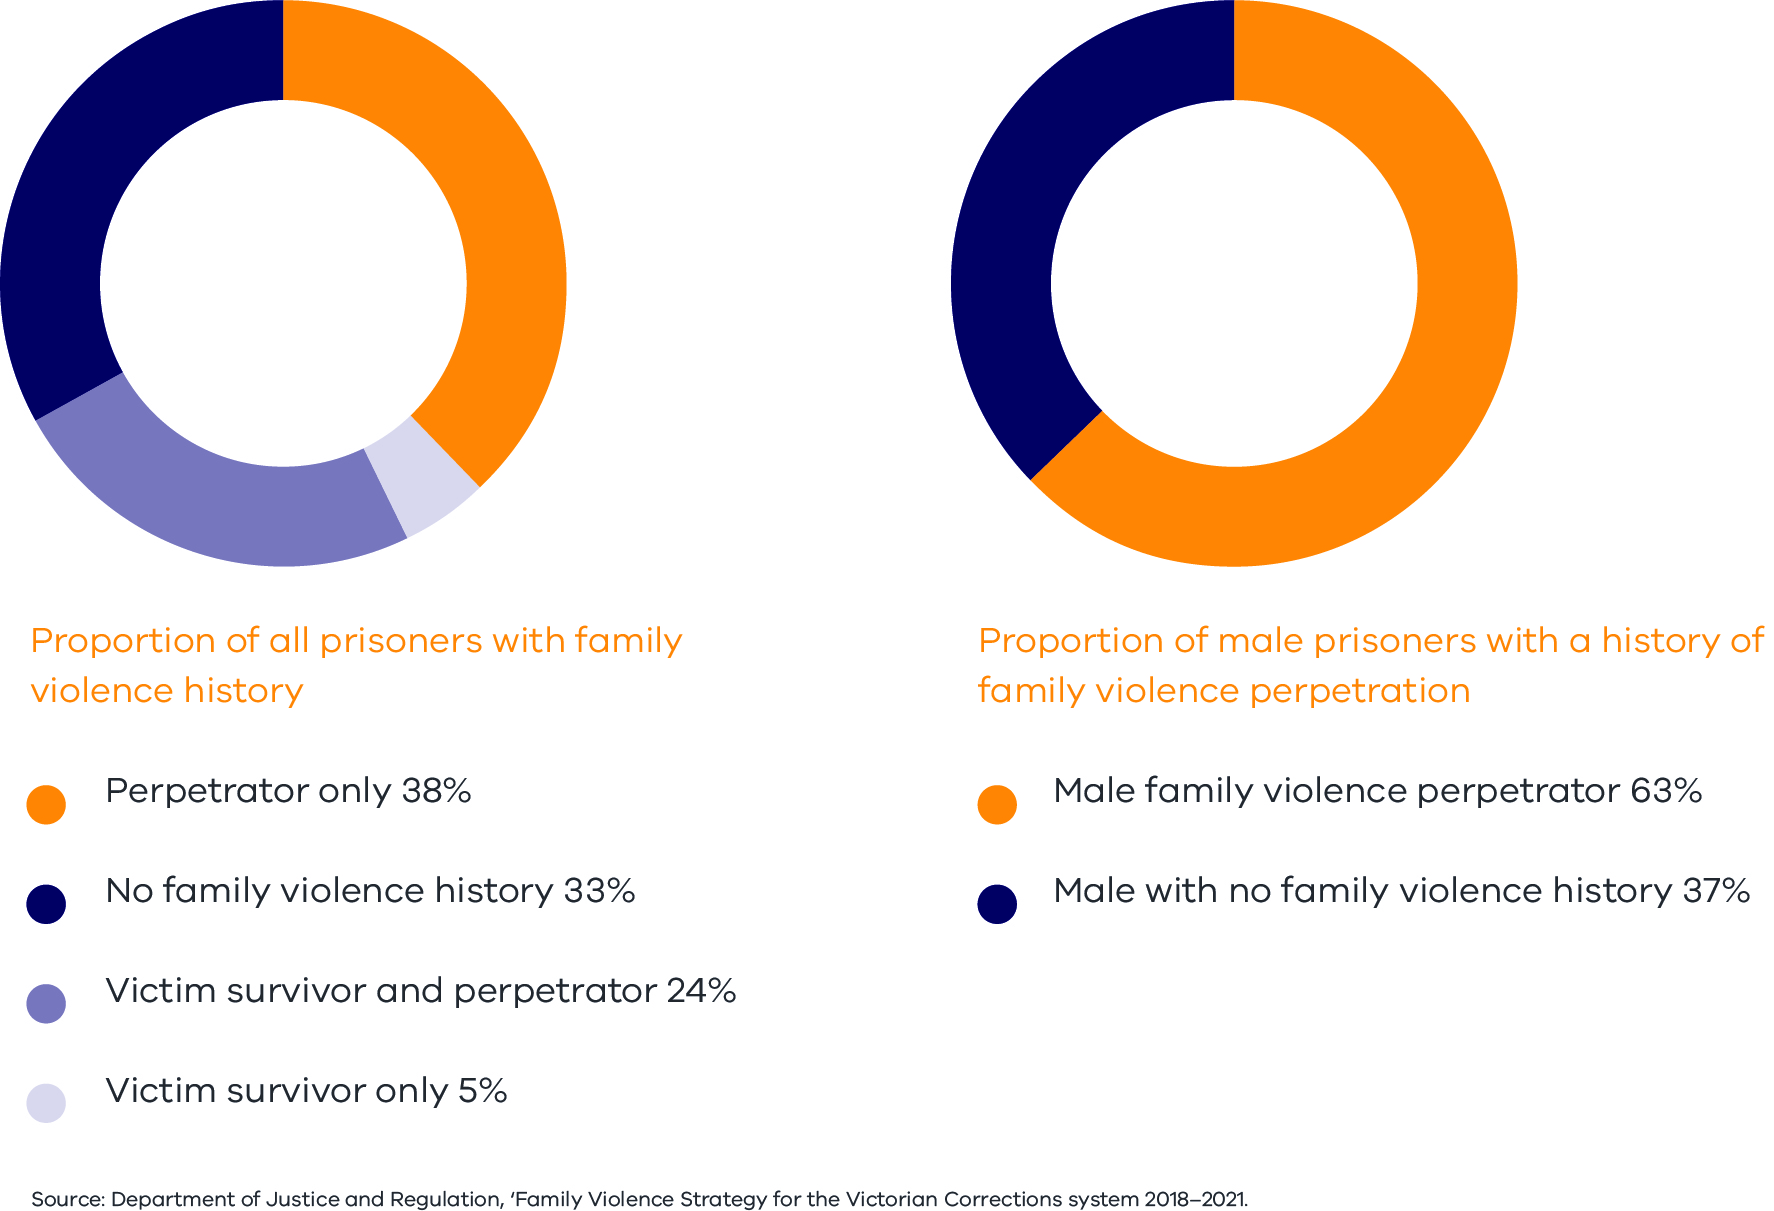 Proportion of all prisoners with family
violence history
Perpetrator only 38%
No family violence history 33%
Victim survivor and perpetrator 24%
Victim survivor only 5%
Proportion of male prisoners with a history of
family violence perpetration
Male family violence perpetrator 63%
Male with no family violence history 37%
Source: Department of Justice and Regulation, ‘Family Violence Strategy for the Victorian Corrections system 2018–2021.